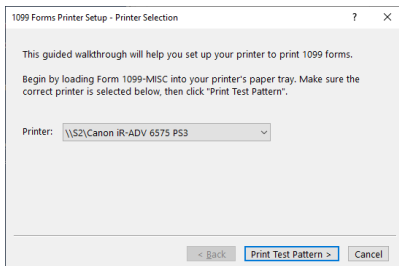 1099 Forms Printer Setup - Printer Selection ? ×
This guided walkthrough will help you set up your printer to print 1099 forms.
Begin by loading Form 1099-MISC into your printer's paper tray. Make sure the
correct printer is selected below, then click "Print Test Pattern".
Printer: \\S2\Canon iR-ADV 6575 PS3
< Back Print Test Pattern > Cancel